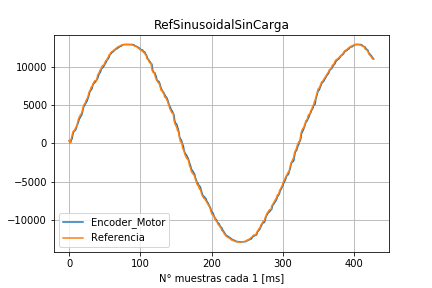 RefSinusoidalSinCarga
10000
5000
0
−5000
−10000
Encoder_Motor
Referencia
0 100 200 300 400
N° muestras cada 1 [ms]